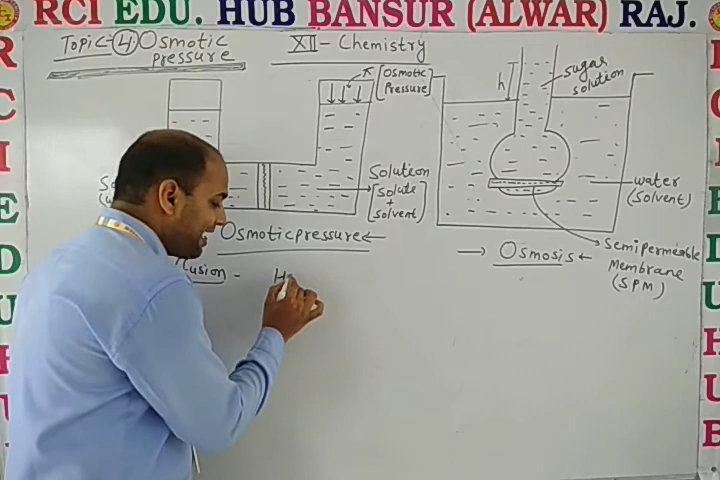 RCI EDU. HUB BANSUR (ALWAR) RAJ.
Topic-4 Osmotic
Pressure
XII - Chemistry
π
Osmotic
Pressure
h
sugar
solution
Solution
Solute
+
Solvent
water
(Solvent)
Osmotic pressure
→ Osmosis ←
Semipermeable
Membrane
(SPM)